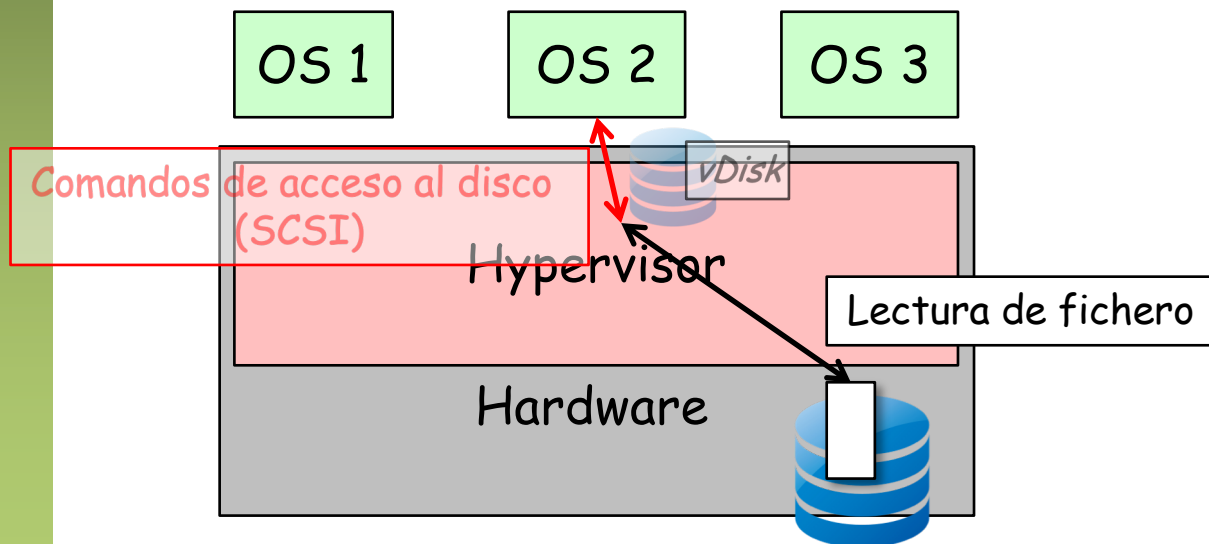 OS 1
OS 2
OS 3
vDisk
Comandos de acceso al disco
(SCSI)
Hypervisor
Lectura de fichero
Hardware